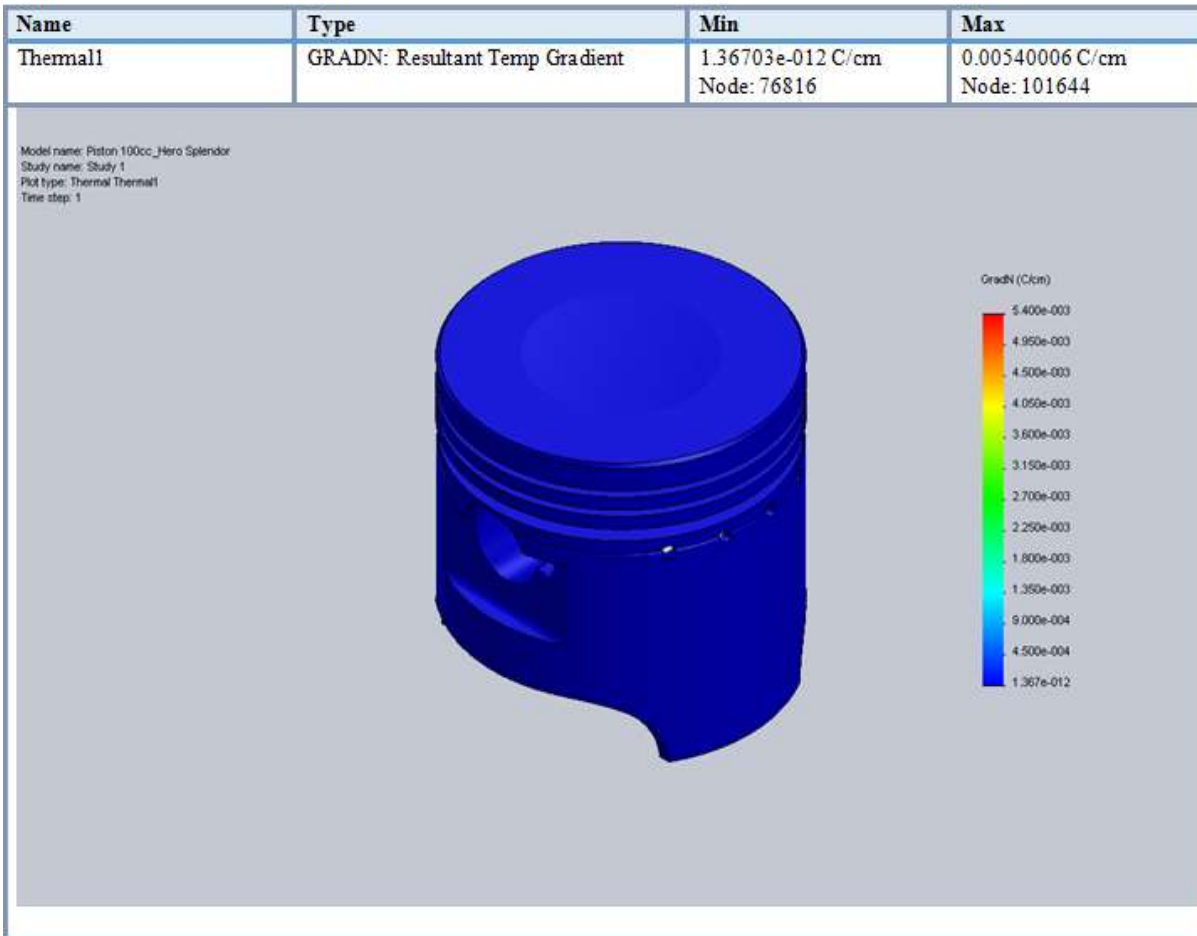 Name Type Min Max
Thermal1 GRADN: Resultant Temp Gradient 1.36703e-012 C/cm 0.00540006 C/cm
Node: 76816 Node: 101644
Model name: Piston 100cc_Hero Splendor
Study name: Study 1
Plot type: Thermal Thermal1
Time step: 1
GradN (C/cm)
5.400e-003
4.950e-003
4.500e-003
4.050e-003
3.600e-003
3.150e-003
2.700e-003
2.250e-003
1.800e-003
1.350e-003
9.000e-004
4.500e-004
1.367e-012